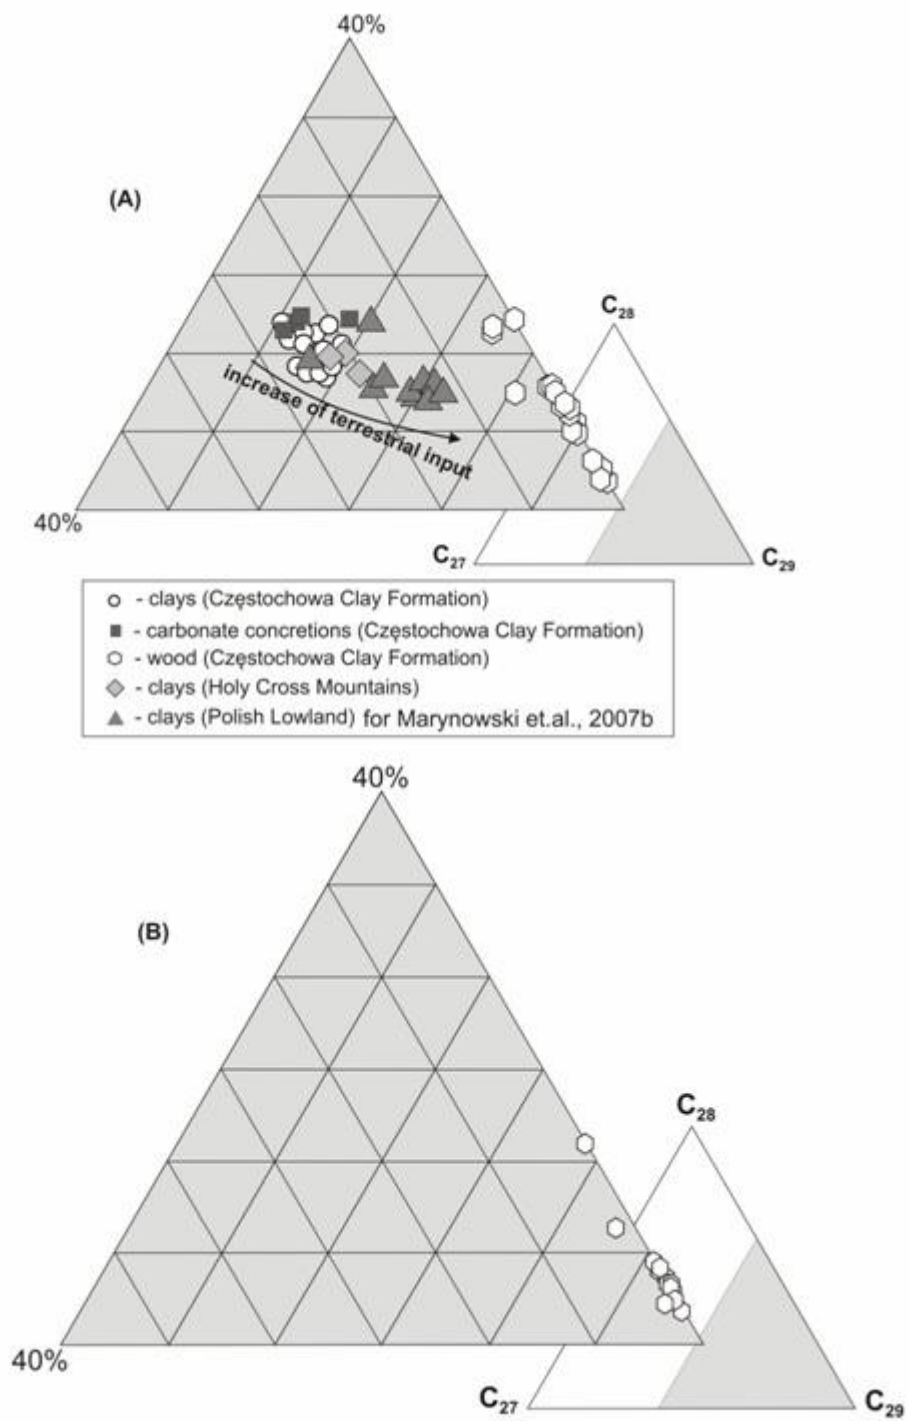 40%
(A)
C28
increase of terrestrial input
40%
C27
C29
- clays (Częstochowa Clay Formation)
- carbonate concretions (Częstochowa Clay Formation)
- wood (Częstochowa Clay Formation)
- clays (Holy Cross Mountains)
- clays (Polish Lowland) for Marynowski et.al., 2007b
40%
(B)
C28
40%
C27
C29